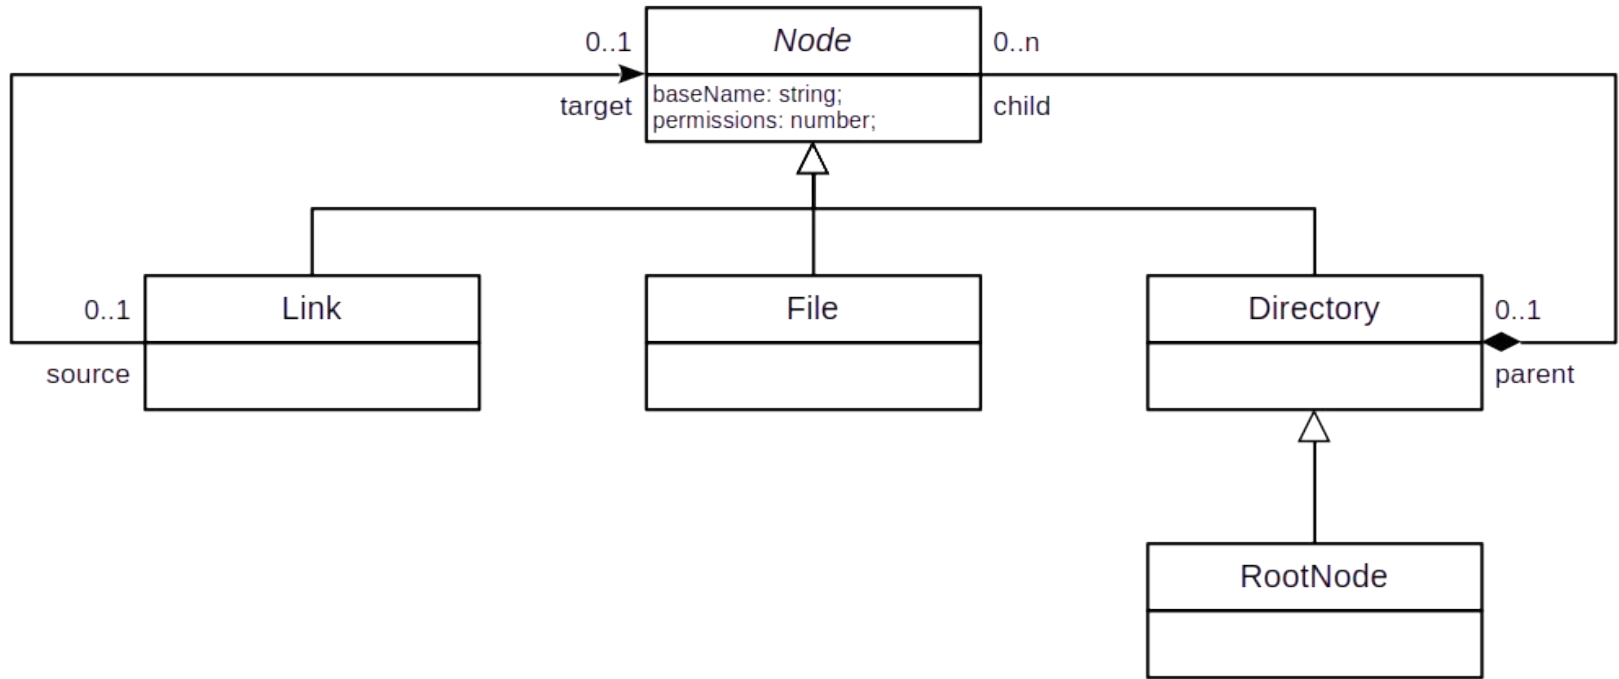 0..1
Node
0..n
target
baseName: string;
permissions: number;
child
0..1
Link
File
Directory
0..1
source
parent
RootNode